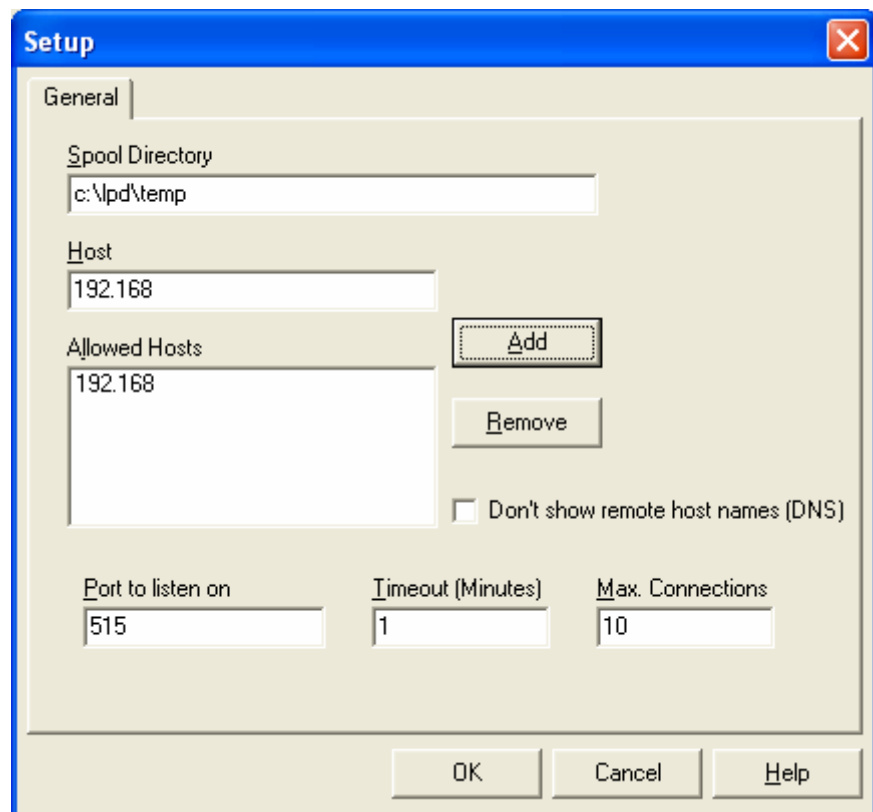 Setup
General
Spool Directory
c:\lpd\temp
Host
192.168
Add
Allowed Hosts
192.168
Remove
Don't show remote host names (DNS)
Port to listen on
Timeout (Minutes)
Max. Connections
515
1
10
OK
Cancel
Help